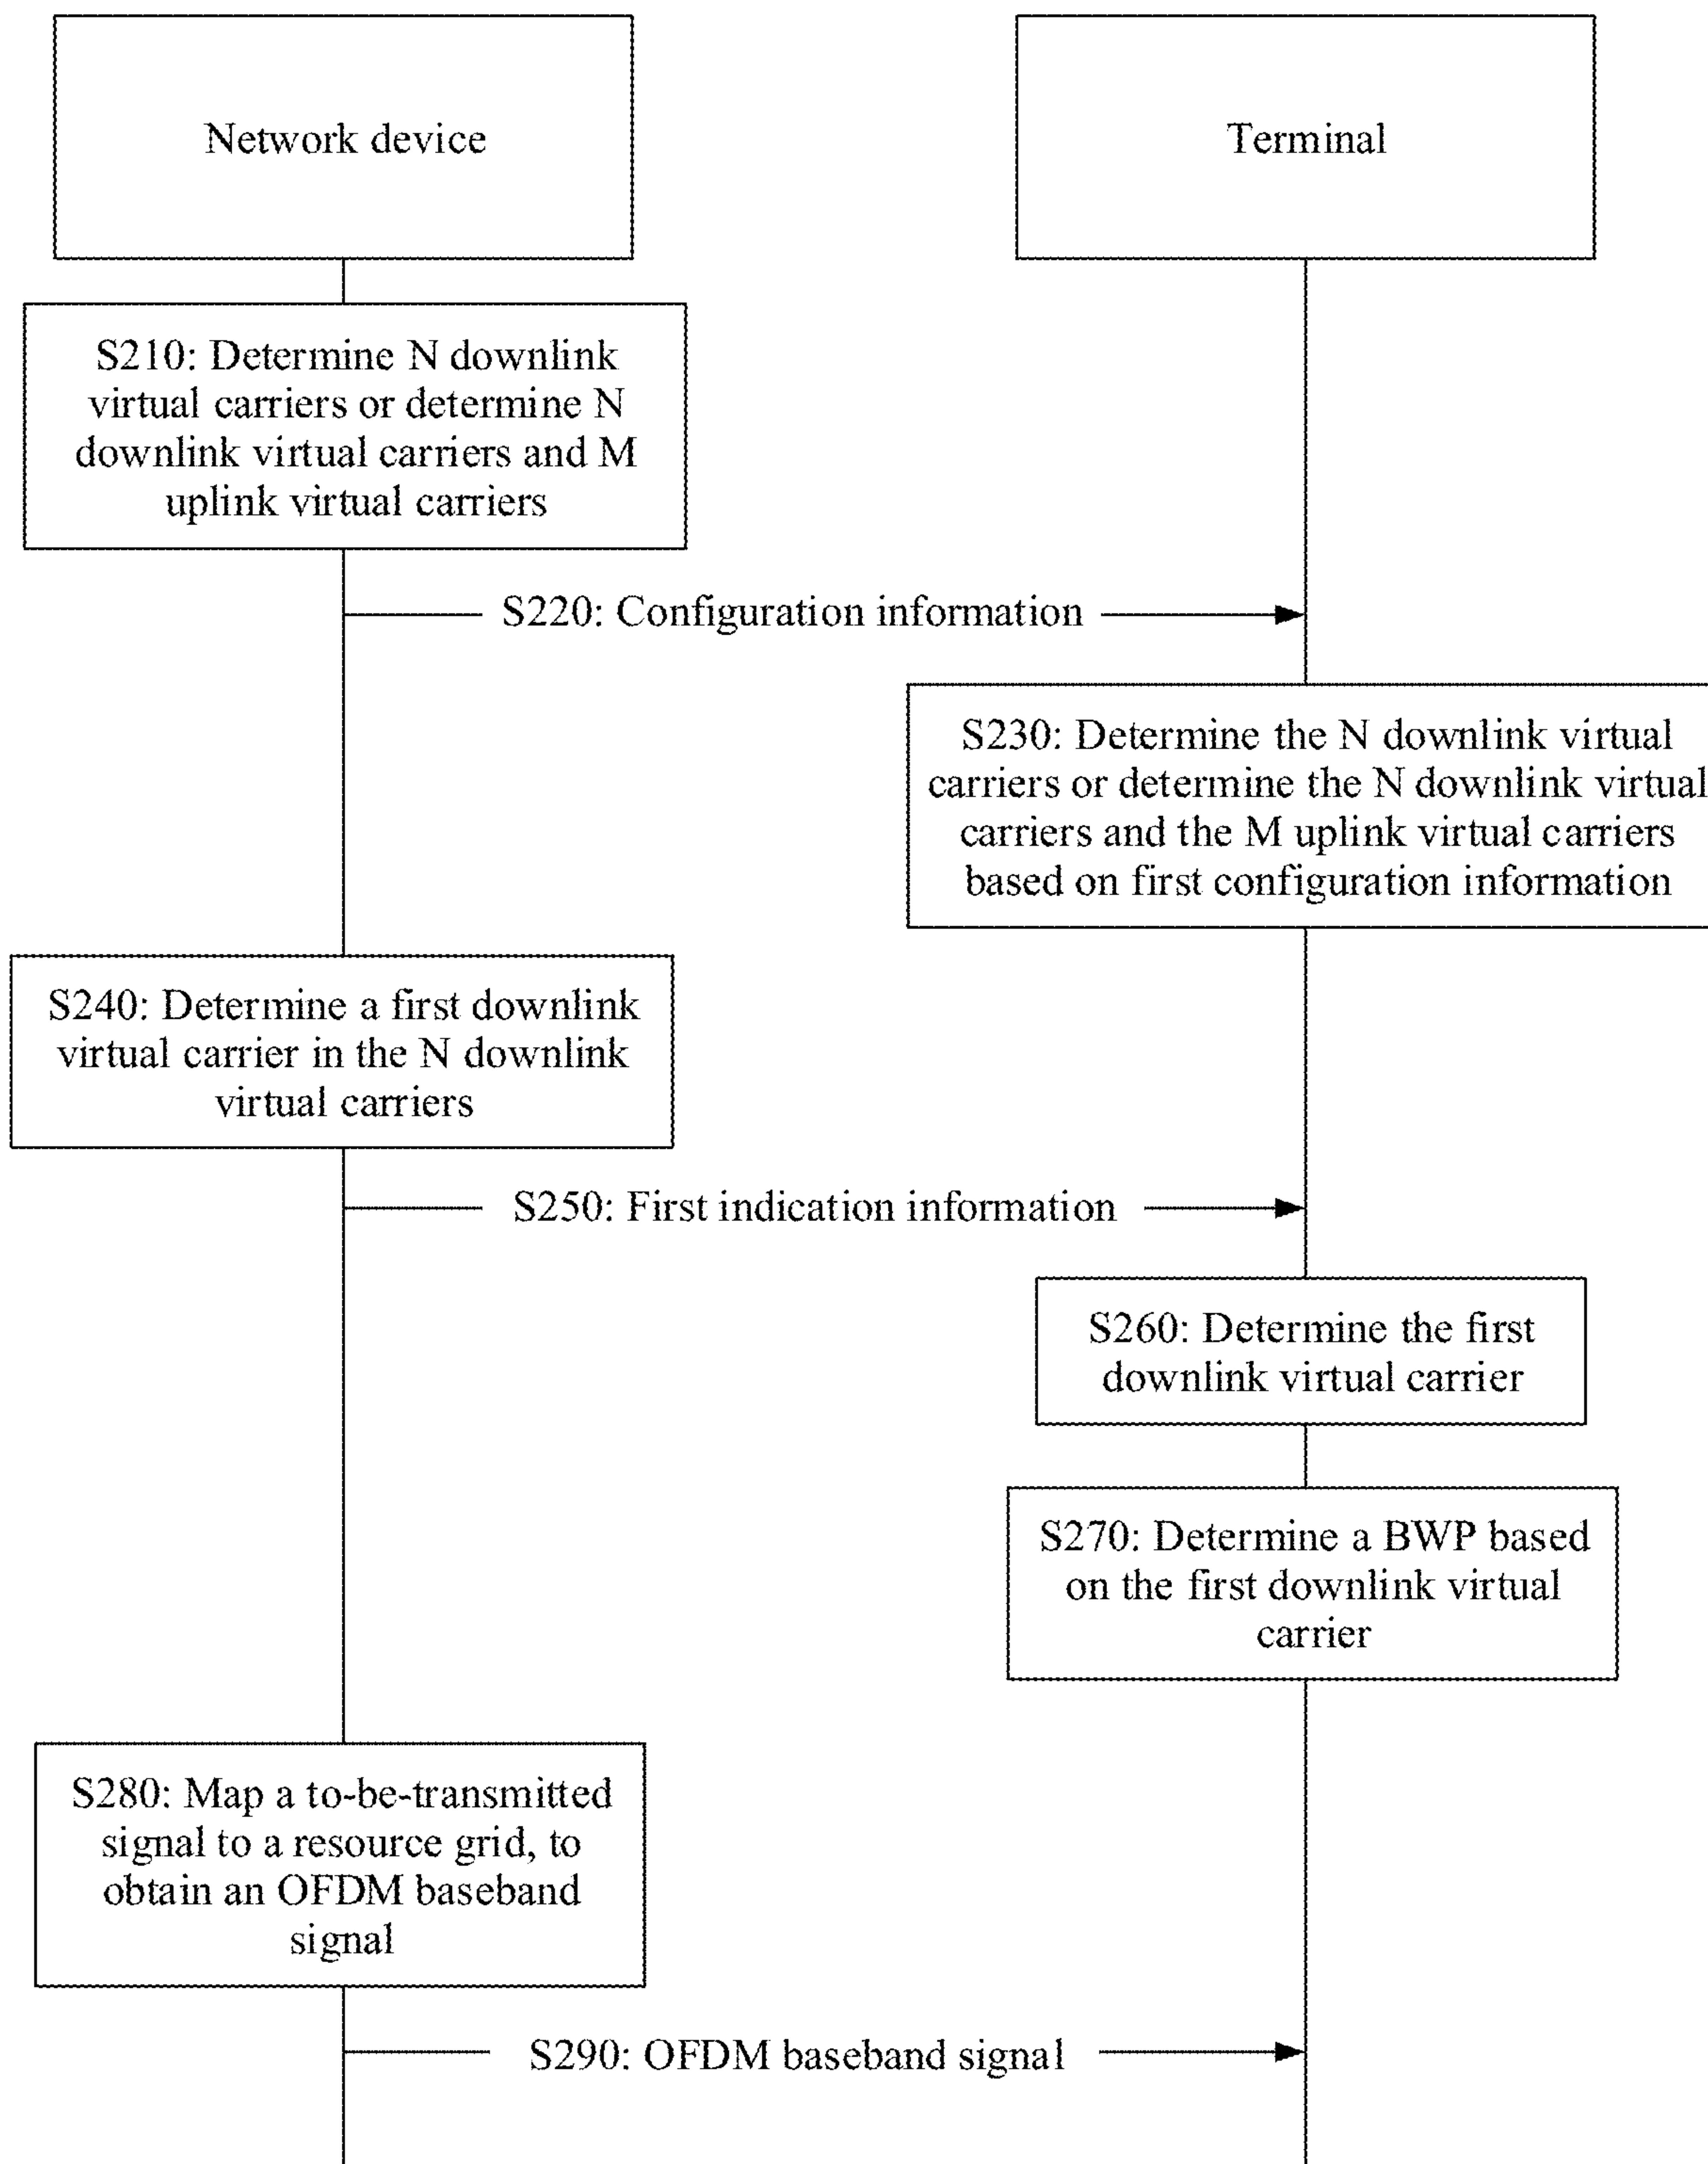 Network device
Terminal
S210: Determine N downlink
virtual carriers or determine N
downlink virtual carriers and M
uplink virtual carriers
S220: Configuration information
S230: Determine the N downlink virtual
carriers or determine the N downlink virtual
carriers and the M uplink virtual carriers
based on first configuration information
S240: Determine a first downlink
virtual carrier in the N downlink
virtual carriers
S250: First indication information
S260: Determine the first
downlink virtual carrier
S270: Determine a BWP based
on the first downlink virtual
carrier
S280: Map a to-be-transmitted
signal to a resource grid, to
obtain an OFDM baseband
signal
S290: OFDM baseband signal